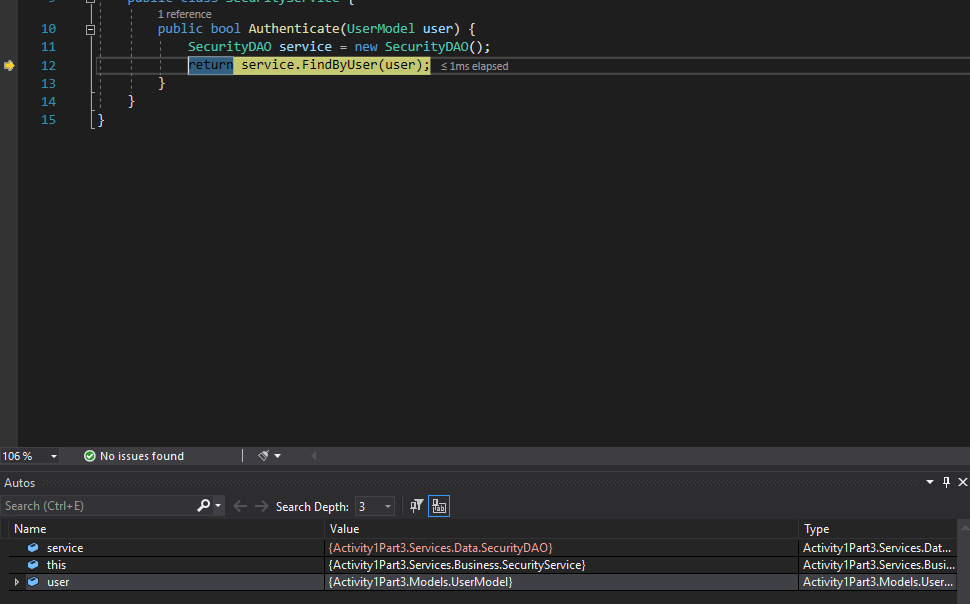 9 public class SecurityService {
1 reference
10 public bool Authenticate(UserModel user) {
11 SecurityDAO service = new SecurityDAO();
12 return service.FindByUser(user); ≤ 1ms elapsed
13 }
14 }
15 }
106 % No issues found
Autos
Search (Ctrl+E) Search Depth: 3
Name Value Type
service {Activity1Part3.Services.Data.SecurityDAO} Activity1Part3.Services.Dat...
this {Activity1Part3.Services.Business.SecurityService} Activity1Part3.Services.Busi...
user {Activity1Part3.Models.UserModel} Activity1Part3.Models.User...